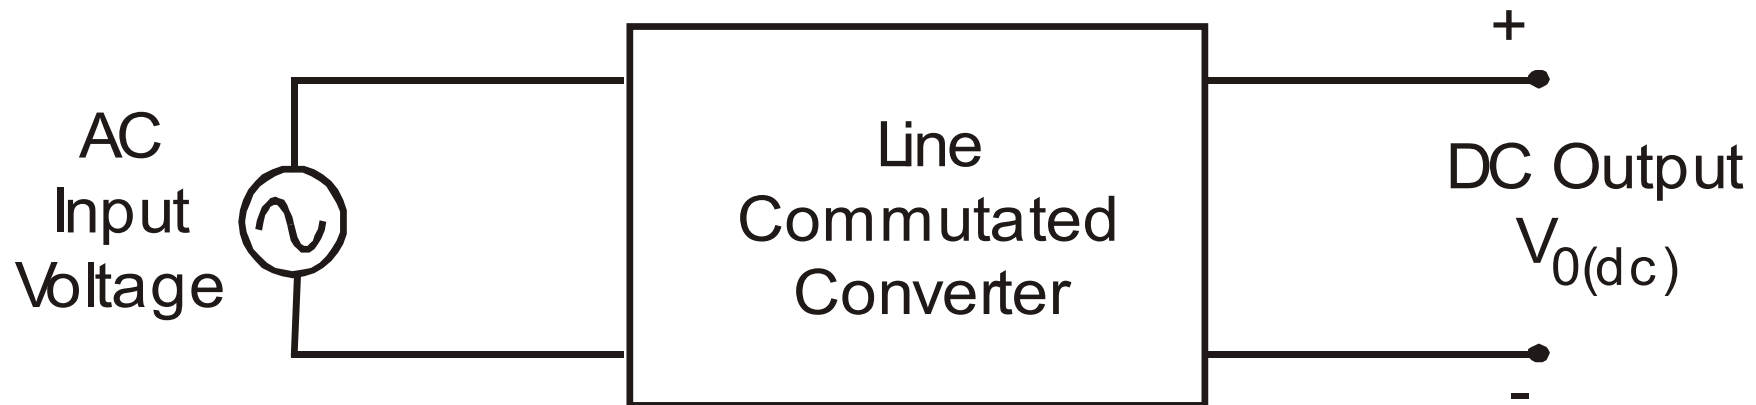 AC
Input
Voltage
Line
Commutated
Converter
+
DC Output
V0(dc)
-